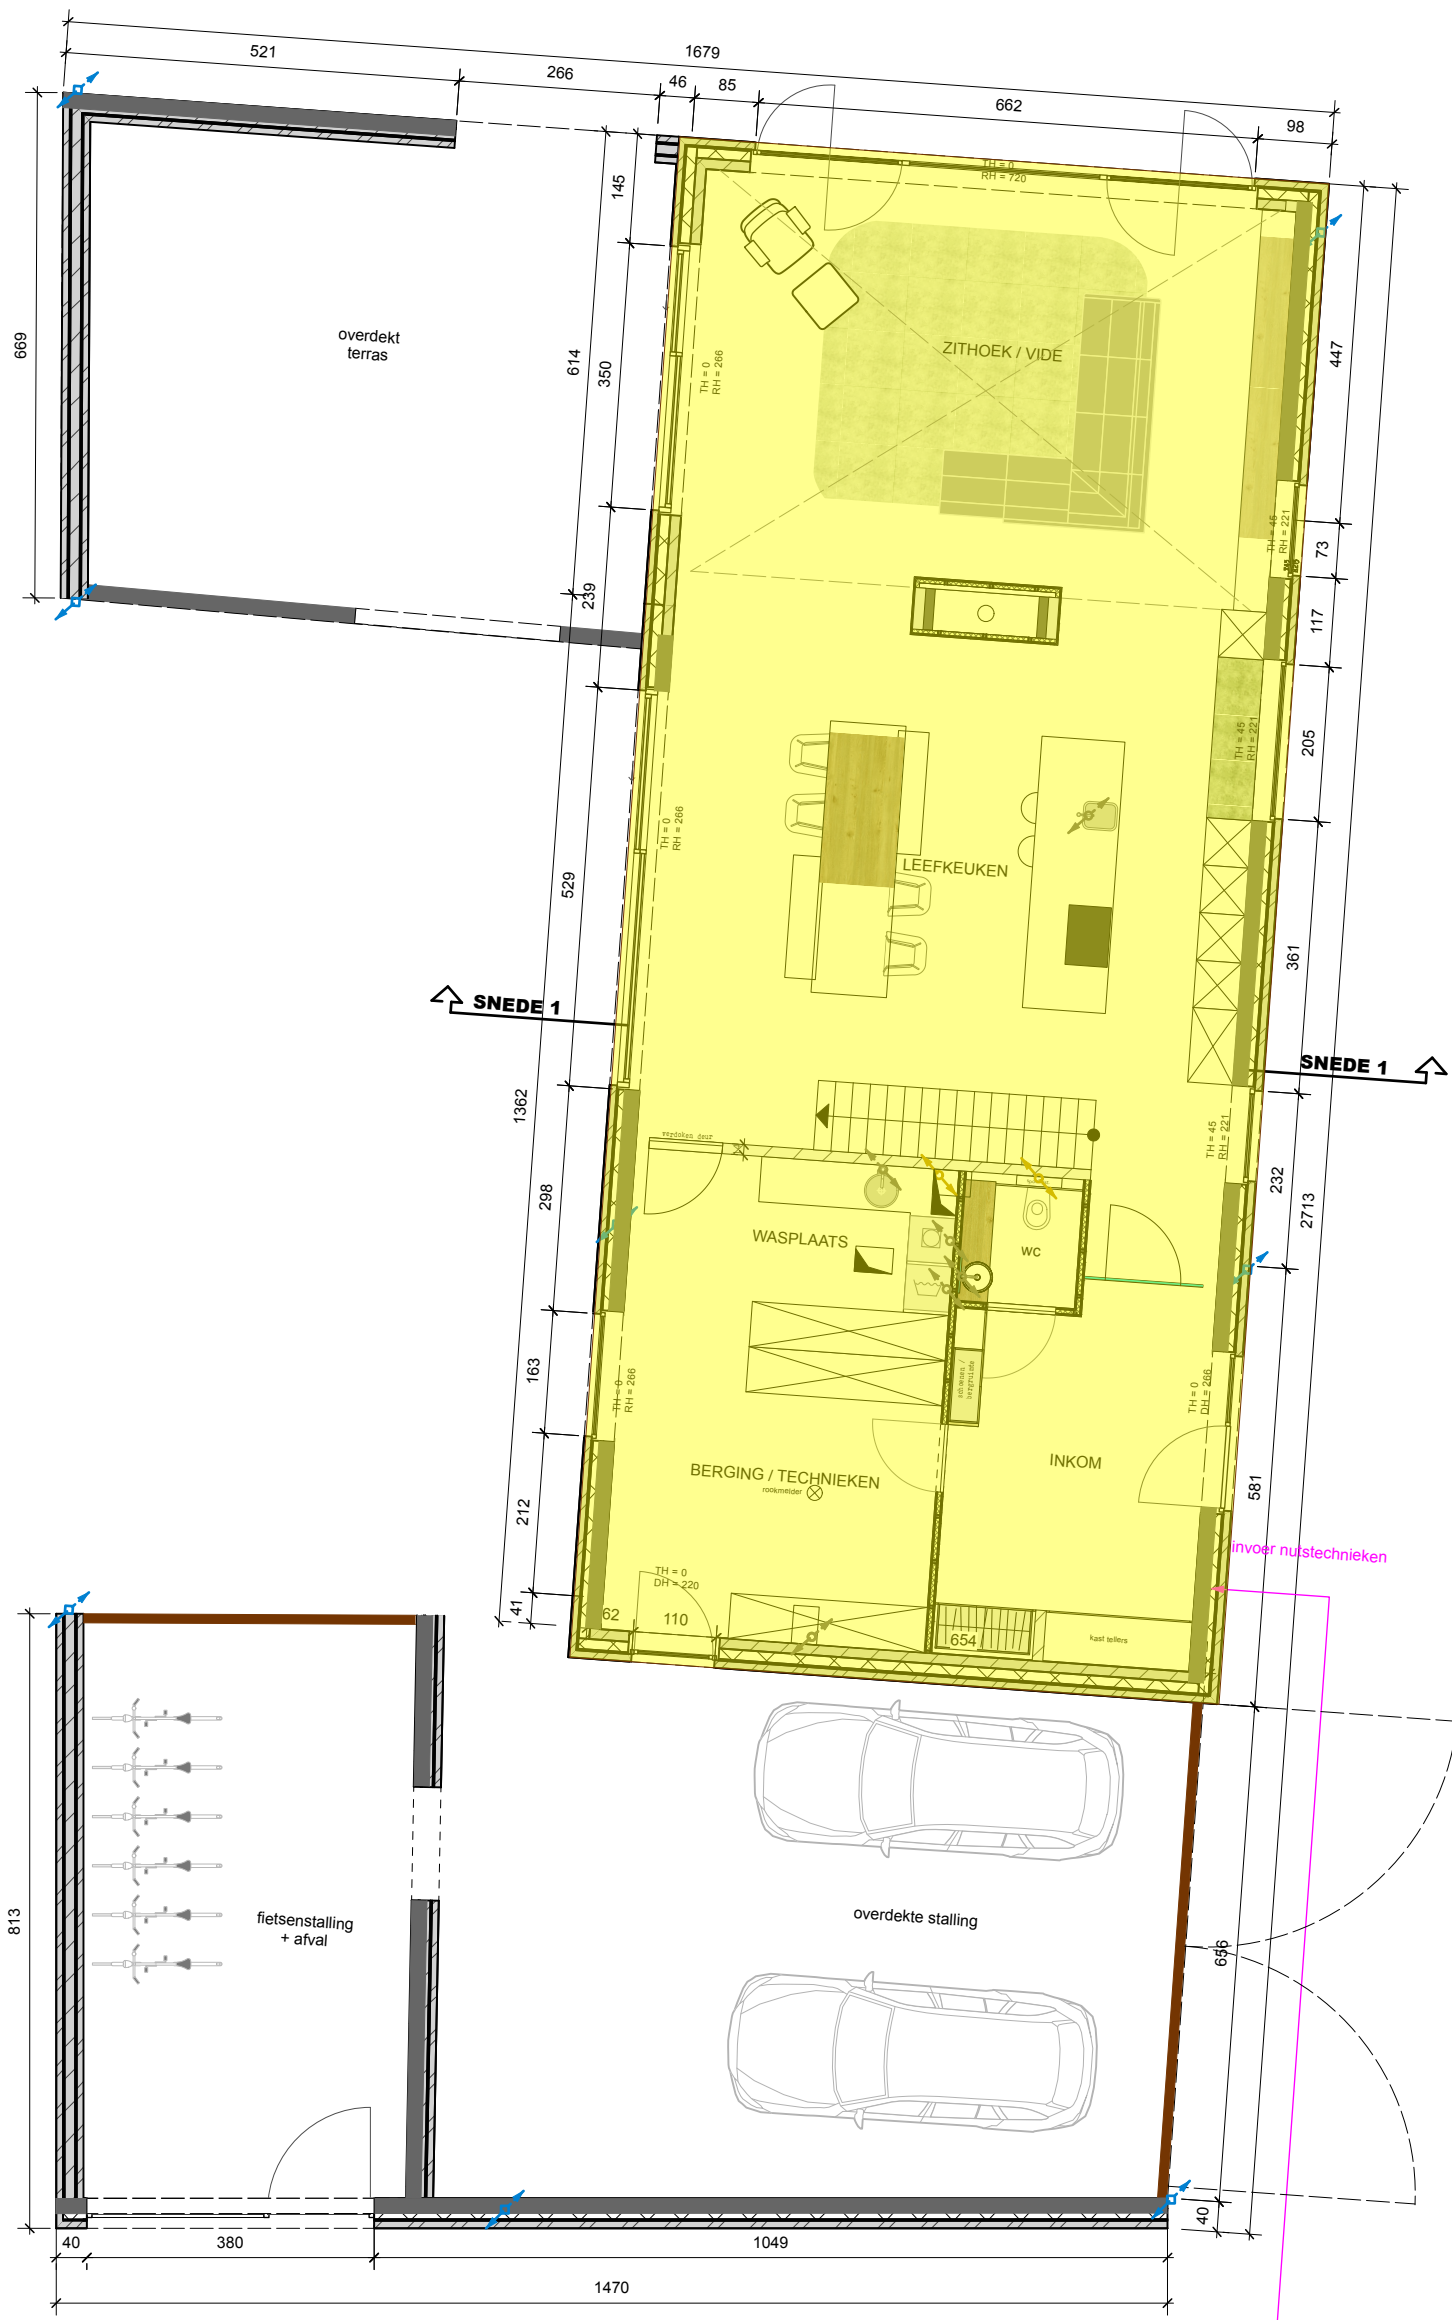 1679
521
266
46
85
662
98
TH = 0
RH = 720
145
669
overdekt
terras
614
350
TH = 0
RH = 266
ZITHOEK / VIDE
447
TH = 45
RH = 221
73
239
117
TH = 45
RH = 221
205
TH = 0
RH = 266
LEEFKEUKEN
529
361
SNEDE 1
SNEDE 1
1362
verdoken deur
TH = 45
RH = 221
232
2713
298
WASPLAATS
wc
163
TH = 0
RH = 266
schoenen /
bergruimte
TH = 0
DH = 266
INKOM
BERGING / TECHNIEKEN
rookmelder
212
581
invoer nutstechnieken
TH = 0
DH = 220
41
62
110
654
kast tellers
813
fietsenstalling
+ afval
overdekte stalling
656
40
40
380
1049
1470